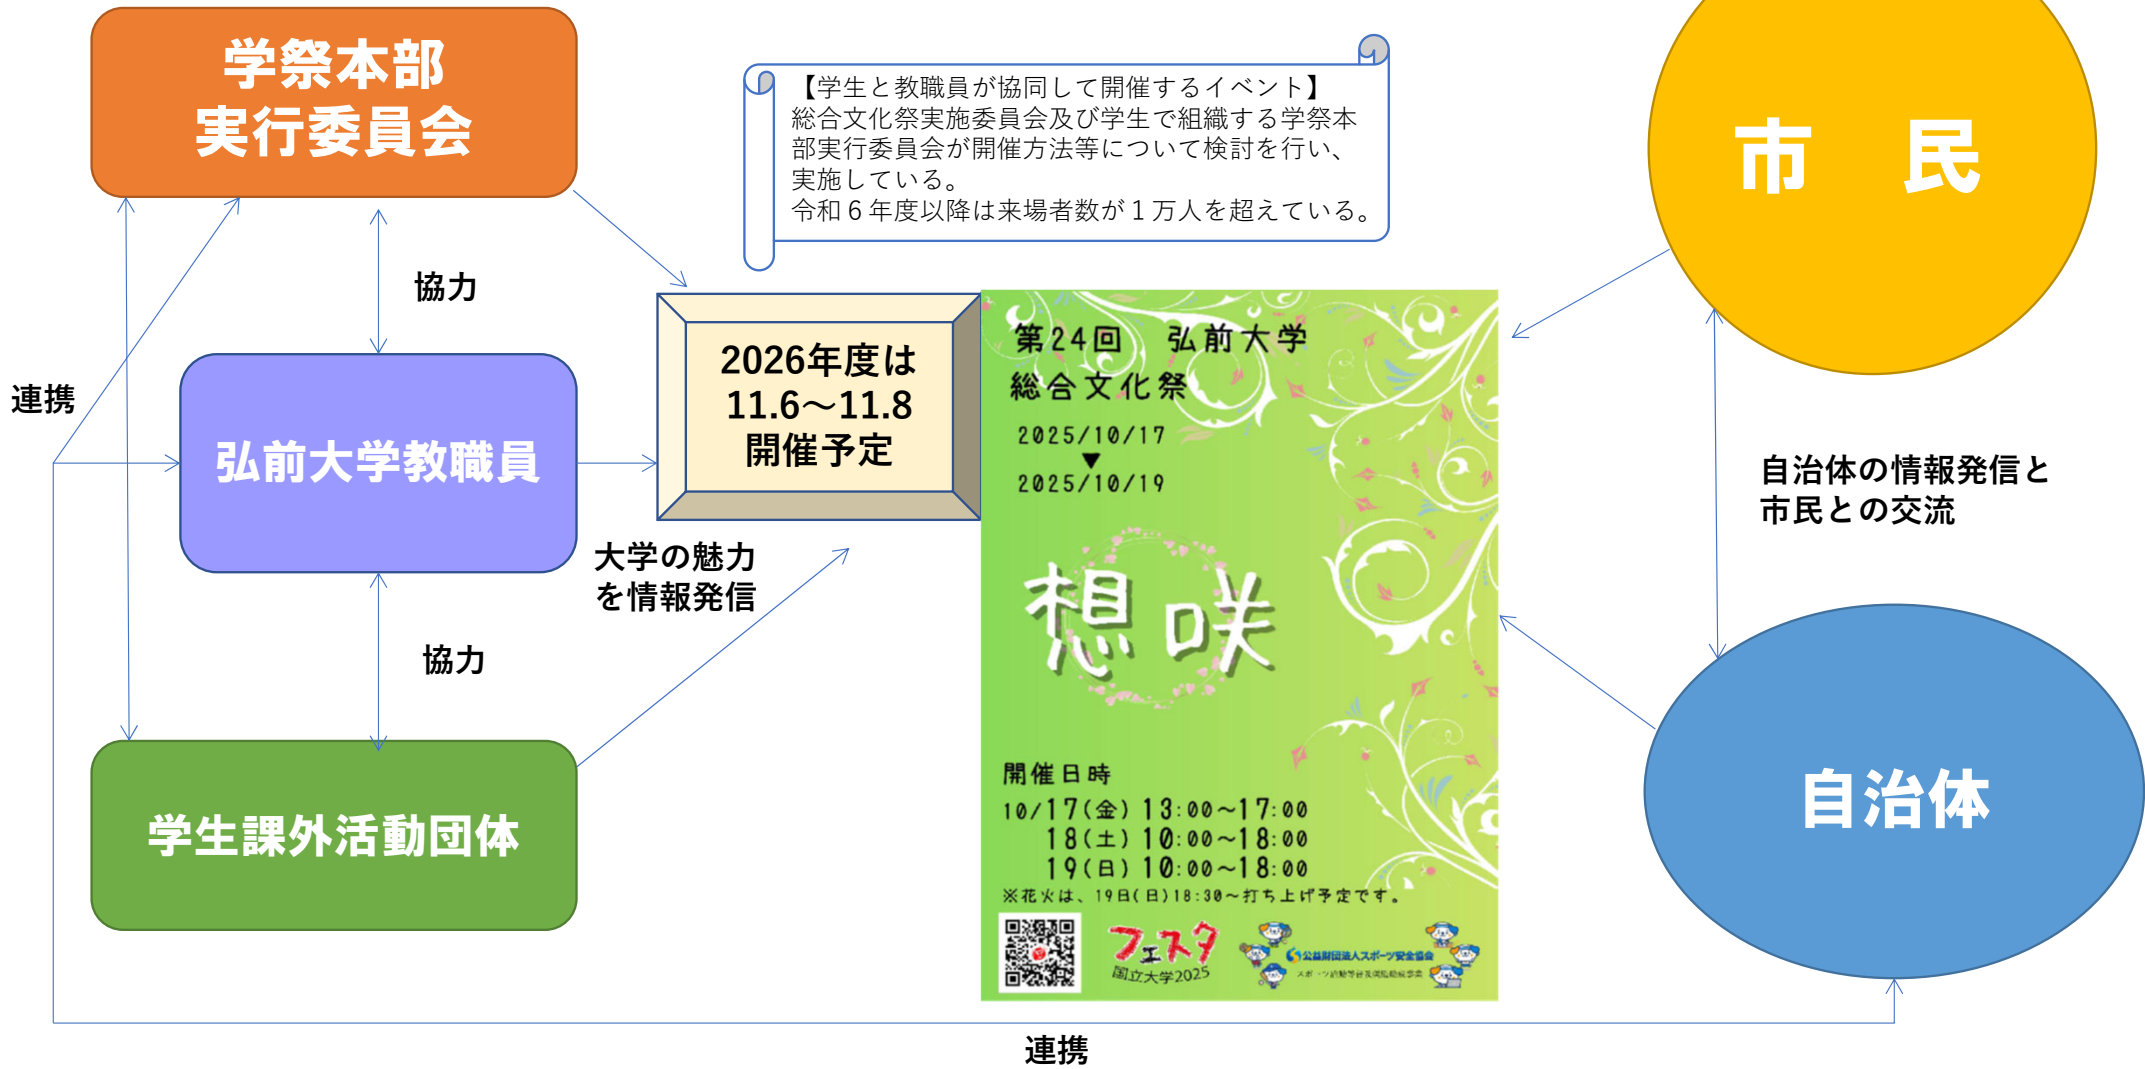 学祭本部
実行委員会
【学生と教職員が協同して開催するイベント】
総合文化祭実施委員会及び学生で組織する学祭本
部実行委員会が開催方法等について検討を行い、
実施している。
令和６年度以降は来場者数が１万人を超えている。
市　民
協力
連携
弘前大学教職員
2026年度は
11.6～11.8
開催予定
大学の魅力
を情報発信
協力
学生課外活動団体
第24回　弘前大学
総合文化祭
2025/10/17
▼
2025/10/19
想咲
開催日時
10/17(金) 13:00～17:00
18(土) 10:00～18:00
19(日) 10:00～18:00
※花火は、19日(日)18:30～打ち上げ予定です。
フェスタ
国立大学2025
公益財団法人スポーツ安全協会
自治体の情報発信と
市民との交流
自治体
連携